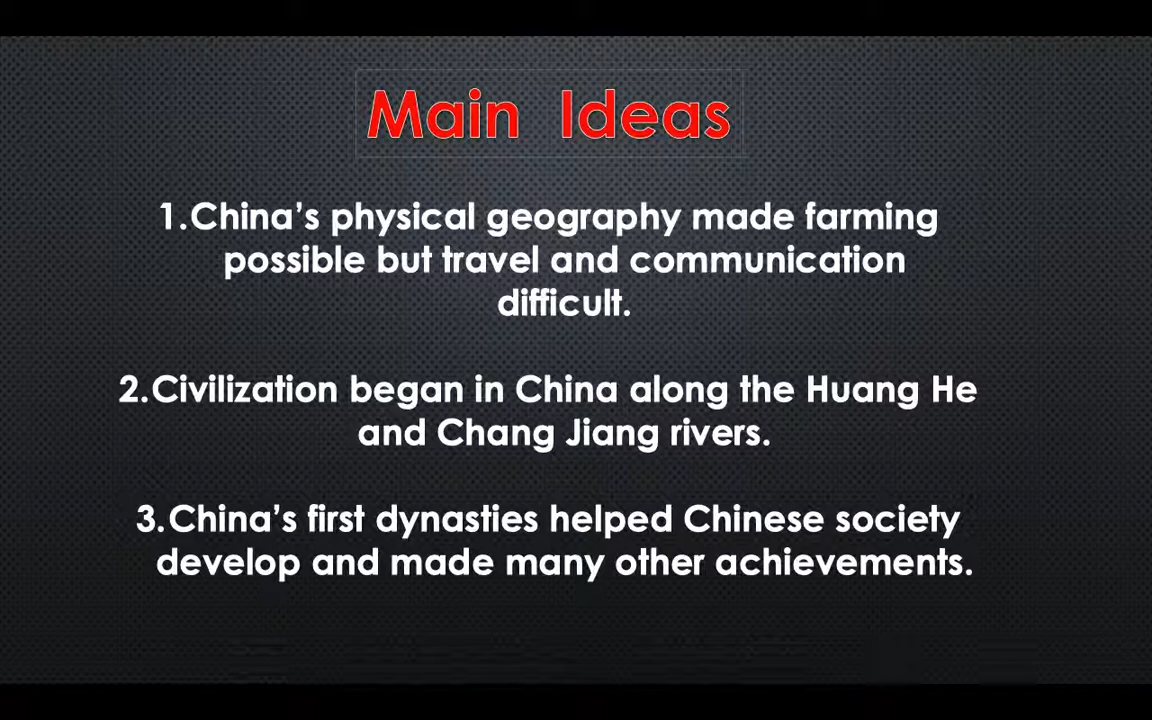 Main Ideas
1.China’s physical geography made farming
possible but travel and communication
difficult.
2.Civilization began in China along the Huang He
and Chang Jiang rivers.
3.China’s first dynasties helped Chinese society
develop and made many other achievements.